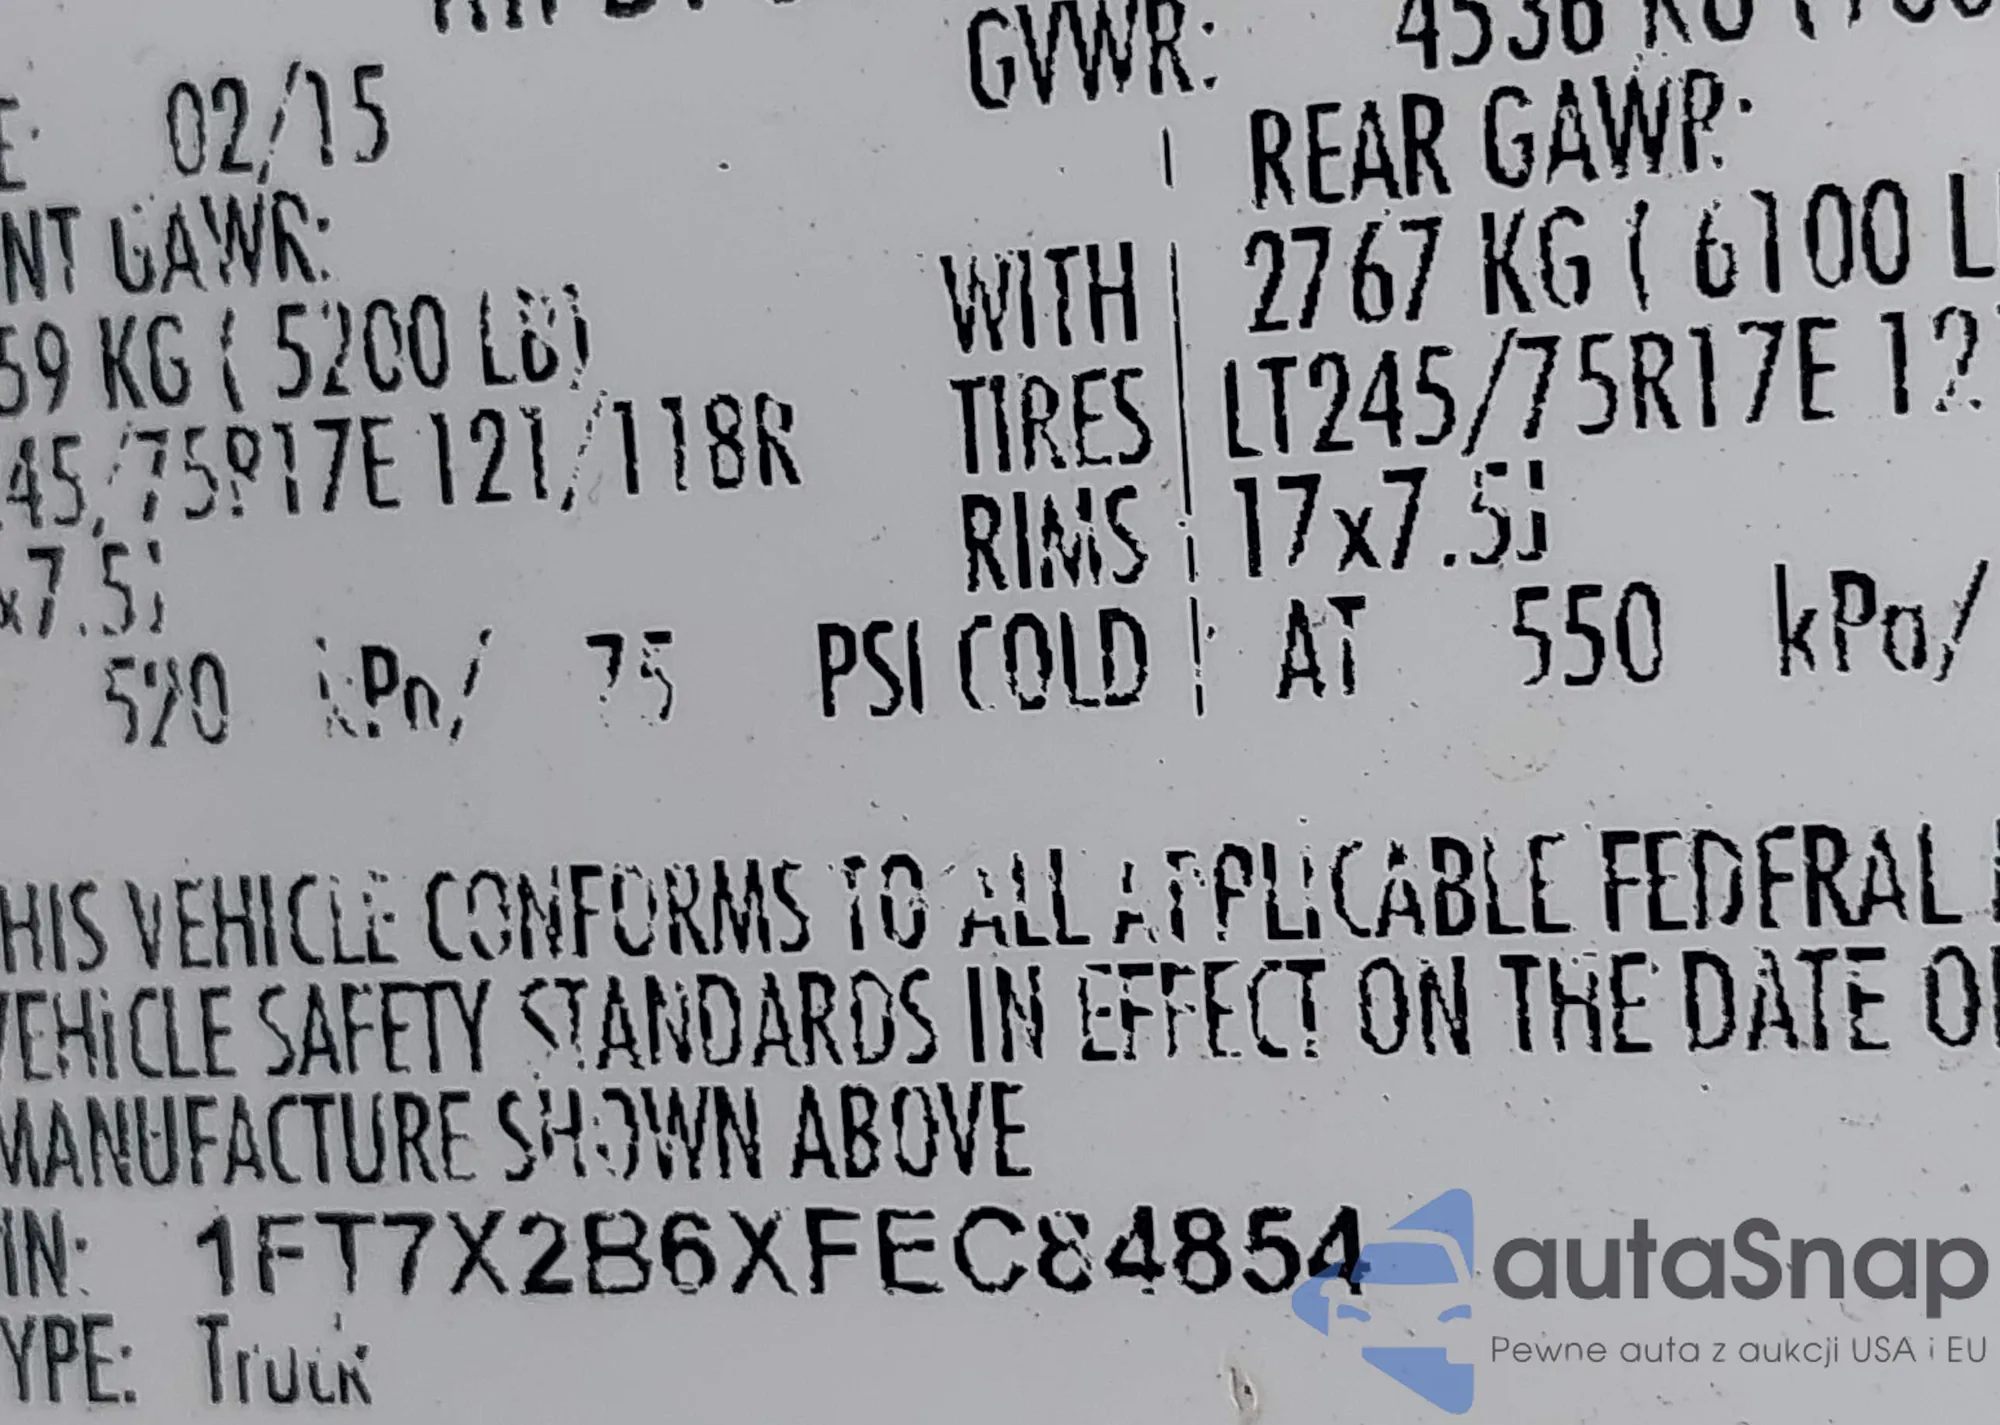 GVWR: 4536 KG (
E: 02/15
REAR GAWR:
NT GAWR:
59 KG ( 5200 LB) WITH 2767 KG ( 6100 L
45/75R17E 121/118R TIRES LT245/75R17E 12
x7.5J RIMS 17x7.5J
520 kPa/ 75 PSI COLD AT 550 kPa/
HIS VEHICLE CONFORMS TO ALL APPLICABLE FEDERAL
VEHICLE SAFETY STANDARDS IN EFFECT ON THE DATE O
MANUFACTURE SHOWN ABOVE
IN: 1FT7X2B6XFEC84854
YPE: Truck
autaSnap
Pewne auta z aukcji USA i EU